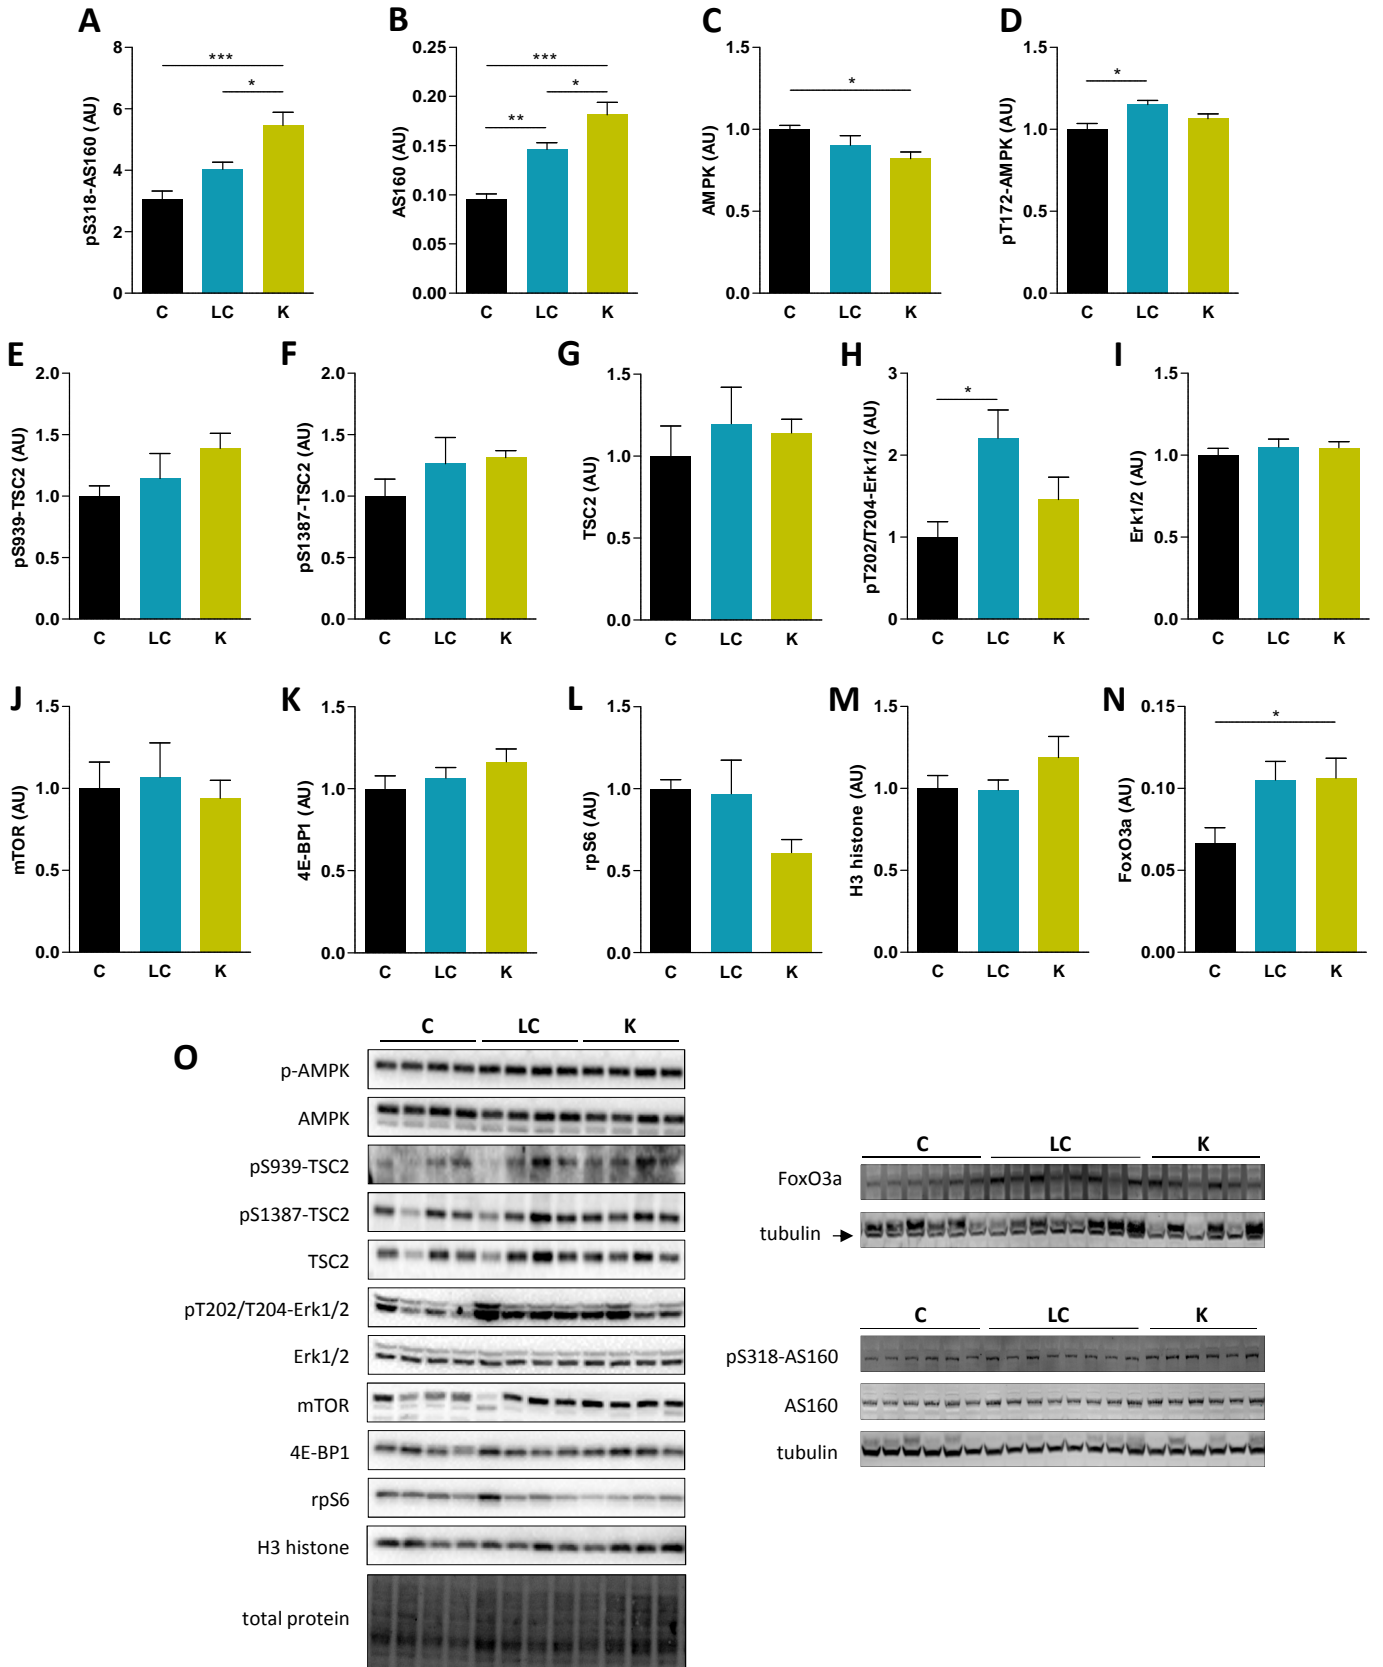 A
B
C
D
pS318-AS160 (AU)
8
6
4
2
0
***
*
C LC K
AS160 (AU)
0.25
0.20
0.15
0.10
0.05
0.00
***
*
**
C LC K
AMPK (AU)
1.5
1.0
0.5
0.0
*
C LC K
pT172-AMPK (AU)
1.5
1.0
0.5
0.0
*
C LC K
E
F
G
H
I
pS939-TSC2 (AU)
2.0
1.5
1.0
0.5
0.0
C LC K
pS1387-TSC2 (AU)
2.0
1.5
1.0
0.5
0.0
C LC K
TSC2 (AU)
1.5
1.0
0.5
0.0
C LC K
pT202/T204-Erk1/2 (AU)
3
2
1
0
*
C LC K
Erk1/2 (AU)
1.5
1.0
0.5
0.0
C LC K
J
K
L
M
N
mTOR (AU)
1.5
1.0
0.5
0.0
C LC K
4E-BP1 (AU)
1.5
1.0
0.5
0.0
C LC K
rpS6 (AU)
1.5
1.0
0.5
0.0
C LC K
H3 histone (AU)
1.5
1.0
0.5
0.0
C LC K
FoxO3a (AU)
0.15
0.10
0.05
0.00
*
C LC K
O
C LC K
p-AMPK
AMPK
pS939-TSC2
pS1387-TSC2
TSC2
pT202/T204-Erk1/2
Erk1/2
mTOR
4E-BP1
rpS6
H3 histone
total protein
C LC K
FoxO3a
tubulin
C LC K
pS318-AS160
AS160
tubulin